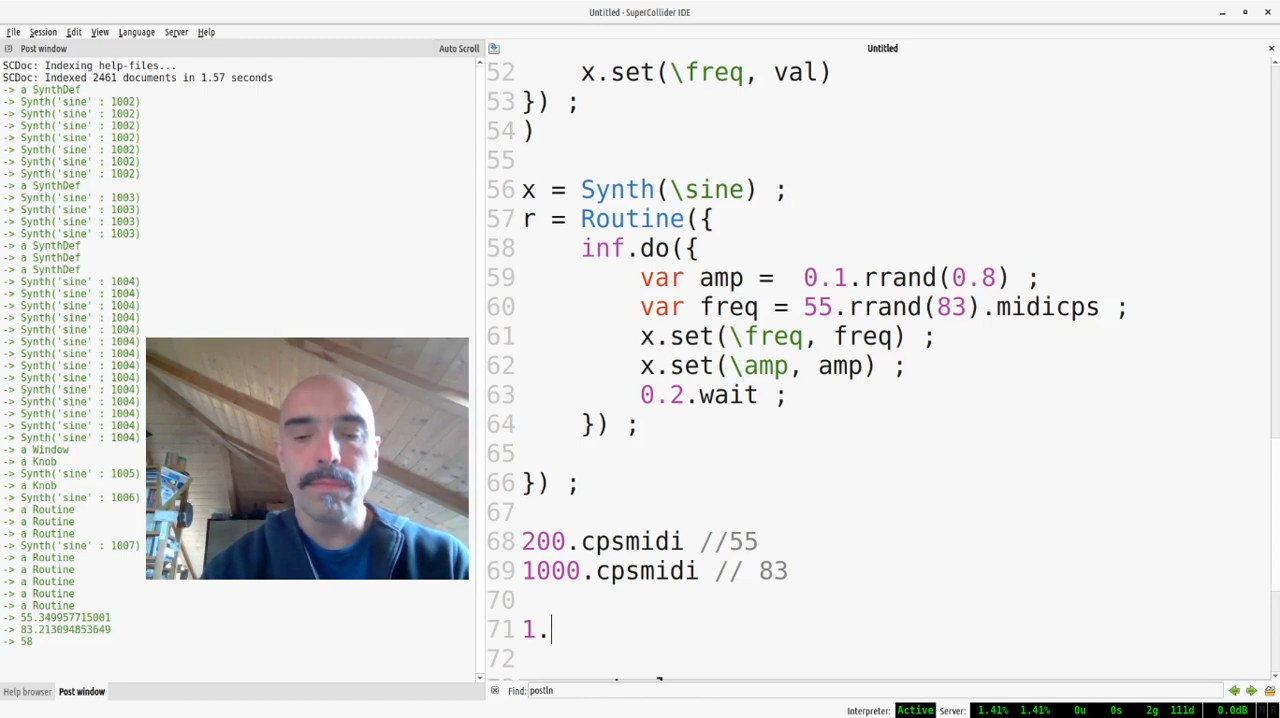 Untitled - SuperCollider IDE
File Session Edit View Language Server Help
Post window Auto Scroll
Untitled
SCDoc: Indexing help-files...
SCDoc: Indexed 2461 documents in 1.57 seconds
-> a SynthDef
-> Synth('sine' : 1002)
-> Synth('sine' : 1002)
-> Synth('sine' : 1002)
-> Synth('sine' : 1002)
-> Synth('sine' : 1002)
-> Synth('sine' : 1002)
-> Synth('sine' : 1002)
-> a SynthDef
-> Synth('sine' : 1003)
-> Synth('sine' : 1003)
-> Synth('sine' : 1003)
-> Synth('sine' : 1003)
-> a SynthDef
-> a SynthDef
-> a SynthDef
-> Synth('sine' : 1004)
-> Synth('sine' : 1004)
-> Synth('sine' : 1004)
-> Synth('sine' : 1004)
-> Synth('sine' : 1004)
-> Synth('sine' : 1004)
-> Synth('sine' : 1004)
-> Synth('sine' : 1004)
-> Synth('sine' : 1004)
-> Synth('sine' : 1004)
-> Synth('sine' : 1004)
-> Synth('sine' : 1004)
-> Synth('sine' : 1004)
-> Synth('sine' : 1004)
-> a Window
-> a Knob
-> Synth('sine' : 1005)
-> a Knob
-> Synth('sine' : 1006)
-> a Routine
-> a Routine
-> a Routine
-> Synth('sine' : 1007)
-> a Routine
-> a Routine
-> a Routine
-> a Routine
-> a Routine
-> 55.349957715001
-> 83.213094853649
-> 58
52 x.set(\freq, val)
53 }) ;
54 )
55
56 x = Synth(\sine) ;
57 r = Routine({
58 inf.do({
59 var amp = 0.1.rrand(0.8) ;
60 var freq = 55.rrand(83).midicps ;
61 x.set(\freq, freq) ;
62 x.set(\amp, amp) ;
63 0.2.wait ;
64 }) ;
65
66 }) ;
67
68 200.cpsmidi //55
69 1000.cpsmidi // 83
70
71 1.
72
Help browser Post window
Find: postln
Interpreter: Active Server: 1.41% 1.41% 0u 0s 2g 111d 0.0dB